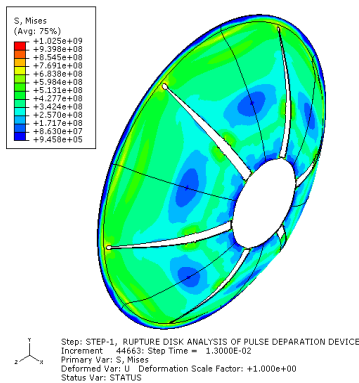 S, Mises
(Avg: 75%)
+1.025e+09
+9.398e+08
+8.545e+08
+7.691e+08
+6.838e+08
+5.984e+08
+5.131e+08
+4.277e+08
+3.424e+08
+2.570e+08
+1.717e+08
+8.630e+07
+9.458e+05
Y
Z
X
Step: STEP-1, RUPTURE DISK ANALYSIS OF PULSE DEPARATION DEVICE
Increment 44663: Step Time = 1.3000E-02
Primary Var: S, Mises
Deformed Var: U Deformation Scale Factor: +1.000e+00
Status Var: STATUS